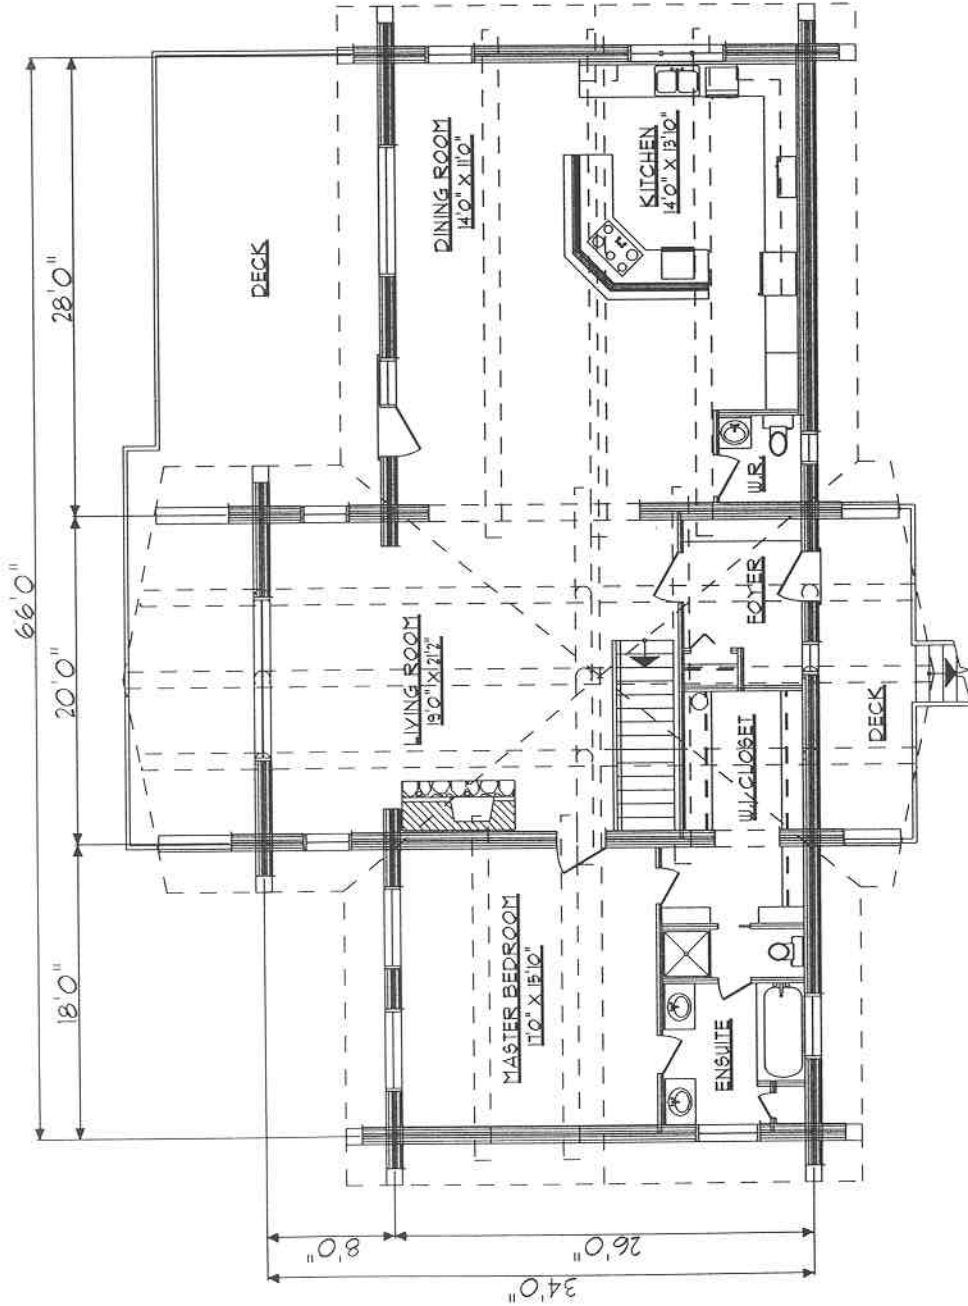 66'0"
18'0"
20'0"
28'0"
8'0"
26'0"
34'0"
DECK
DINING ROOM
14'0" X 11'0"
KITCHEN
14'0" X 13'10"
LIVING ROOM
19'0" X 21'2"
W.R.
FOYER
MASTER BEDROOM
17'0" X 15'10"
W.I./CLOSET
DECK
ENSUITE